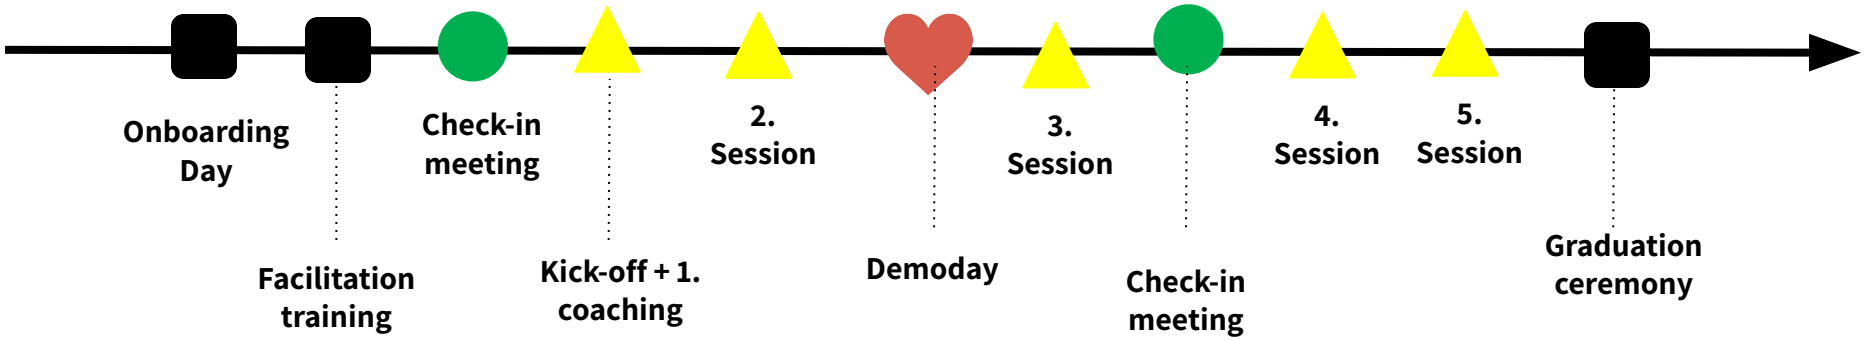 Onboarding
Day
Facilitation
training
Check-in
meeting
Kick-off + 1.
coaching
2.
Session
Demoday
3.
Session
Check-in
meeting
4.
Session
5.
Session
Graduation
ceremony